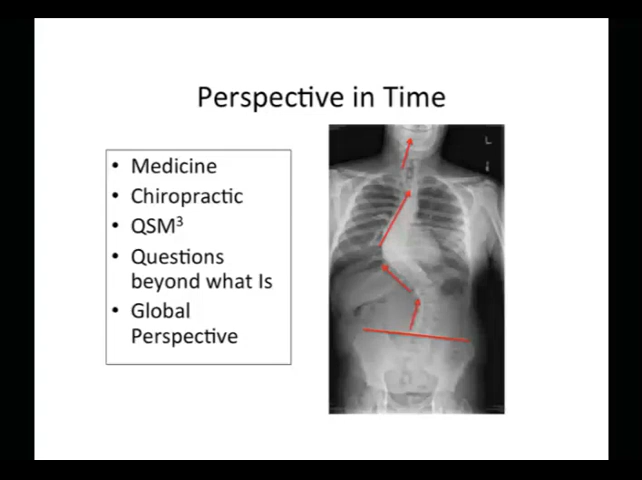 Perspective in Time
• Medicine
• Chiropractic
• QSM³
• Questions
beyond what Is
• Global
Perspective
L